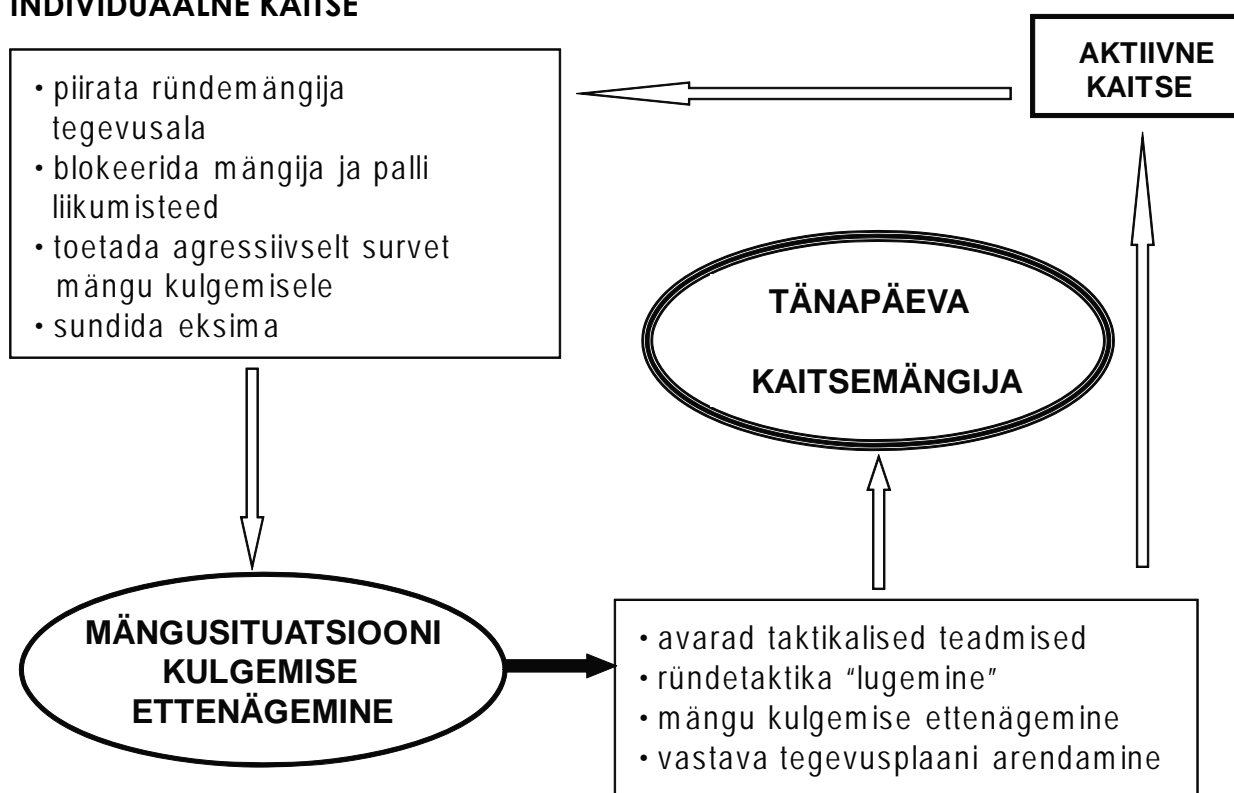 INDIVIDUAALNE KAITSE
AKTIIVNE
KAITSE
• piirata ründemängija
tegevusala
• blokeerida mängija ja palli
liikumisteed
• toetada agressiivselt survet
mängu kulgemisele
• sundida eksima
TÄNAPÄEVA
KAITSEMÄNGIJA
MÄNGUSITUATSIOONI
KULGEMISE
ETTENÄGEMINE
• avarad taktikalised teadmised
• ründetaktika “lugemine”
• mängu kulgemise ettenägemine
• vastava tegevusplaani arendamine